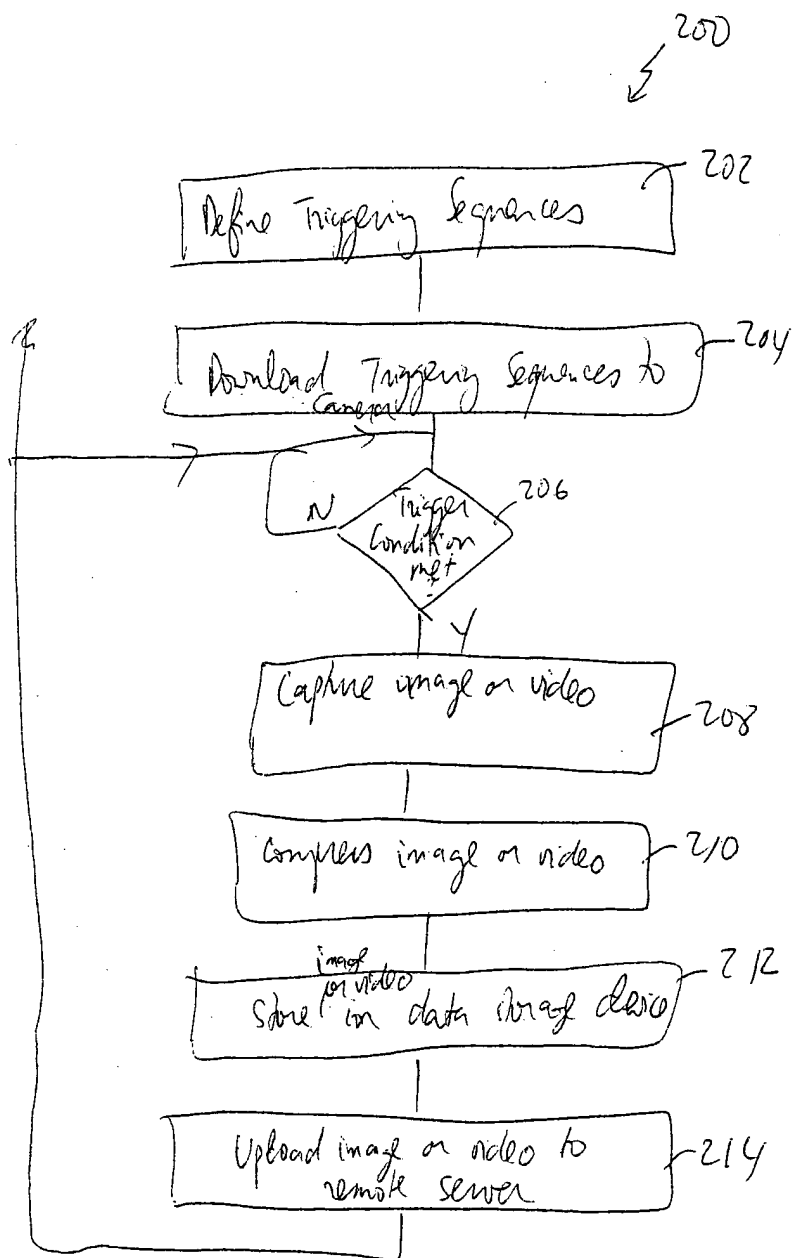 200
202
Define Triggering Sequences
204
Download Triggering Sequences to
Camera
206
N
Trigger
Condition
met
Y
Capture image or video
208
Compress image or video
210
image
or video
Store in data storage device
212
Upload image or video to
remote server
214